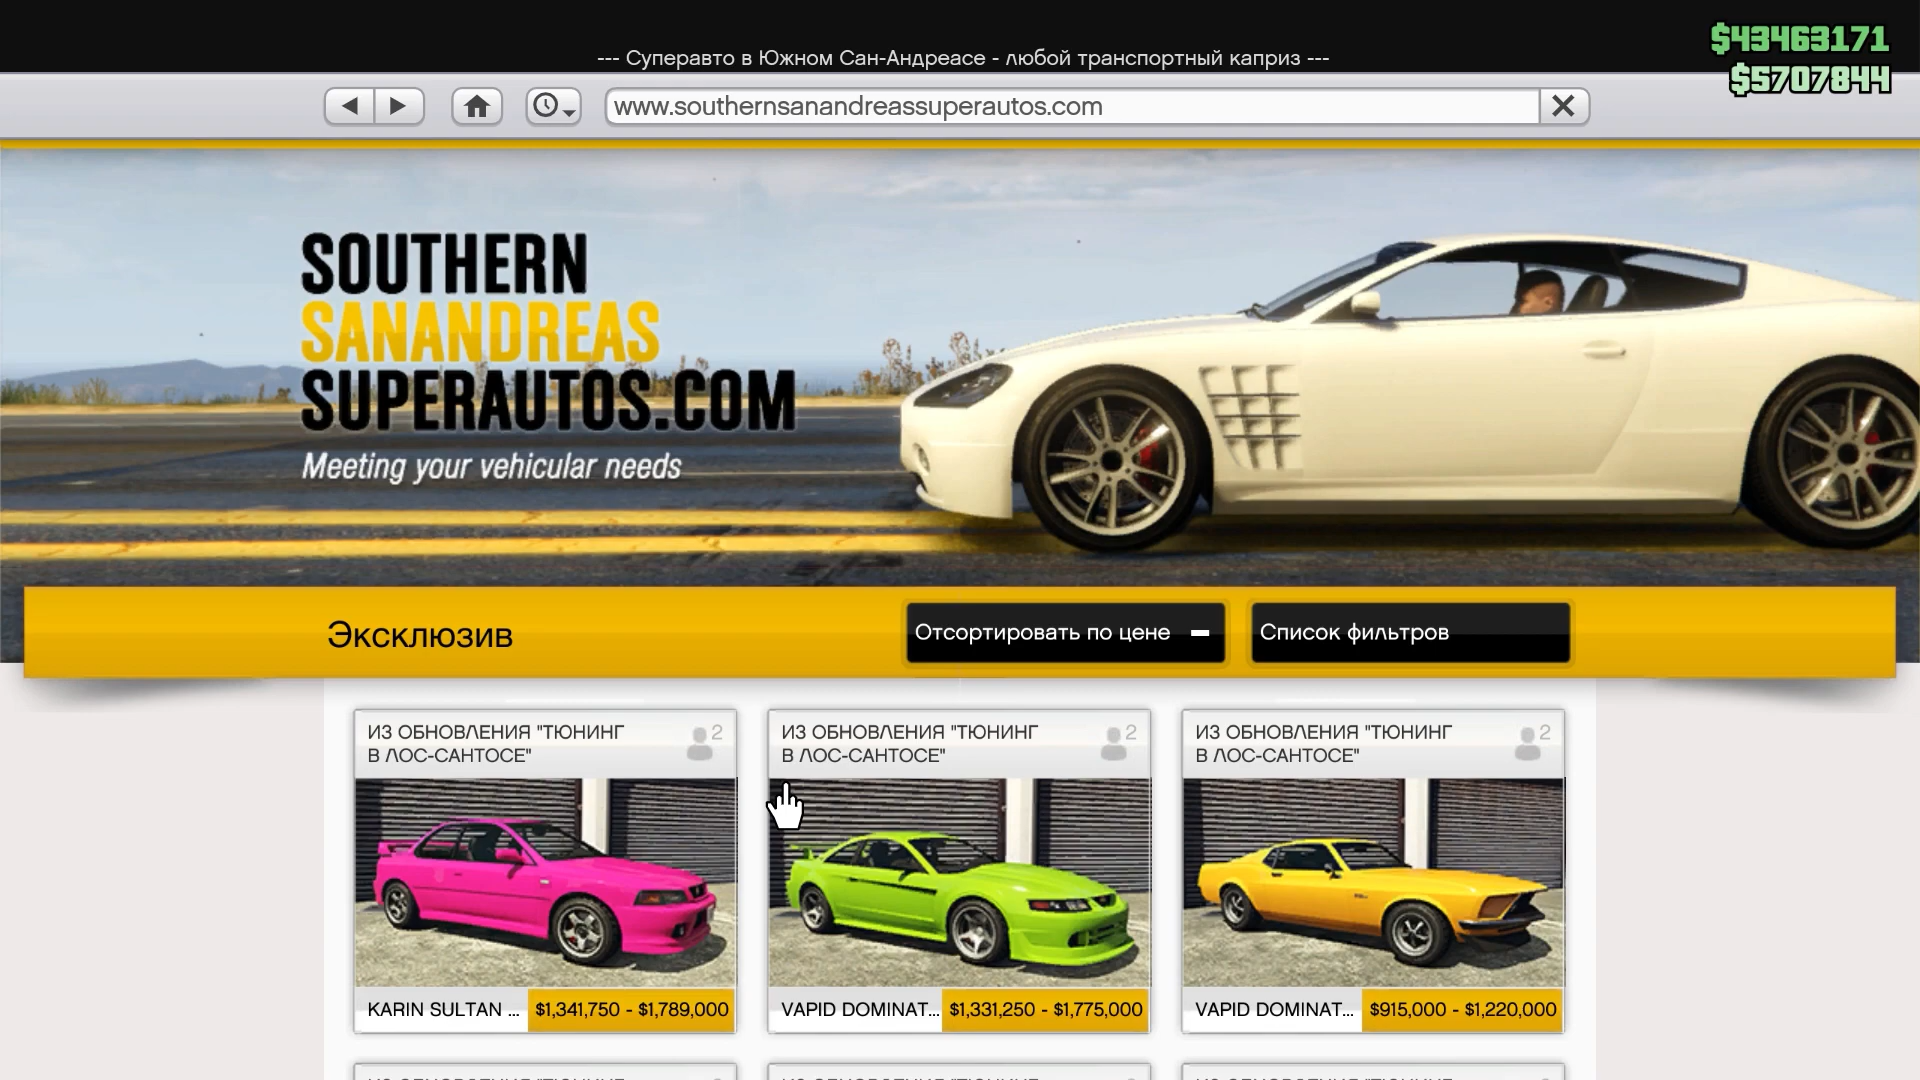 --- Суперавто в Южном Сан-Андреасе - любой транспортный каприз ---
$43463171
$5707844
www.southernsanandreassuperautos.com
SOUTHERN
SANANDREAS
SUPERAUTOS.COM
Meeting your vehicular needs
Эксклюзив
Отсортировать по цене
Список фильтров
ИЗ ОБНОВЛЕНИЯ "ТЮНИНГ
В ЛОС-САНТОСЕ"
2
ИЗ ОБНОВЛЕНИЯ "ТЮНИНГ
В ЛОС-САНТОСЕ"
2
ИЗ ОБНОВЛЕНИЯ "ТЮНИНГ
В ЛОС-САНТОСЕ"
2
KARIN SULTAN ...
$1,341,750 - $1,789,000
VAPID DOMINAT...
$1,331,250 - $1,775,000
VAPID DOMINAT...
$915,000 - $1,220,000